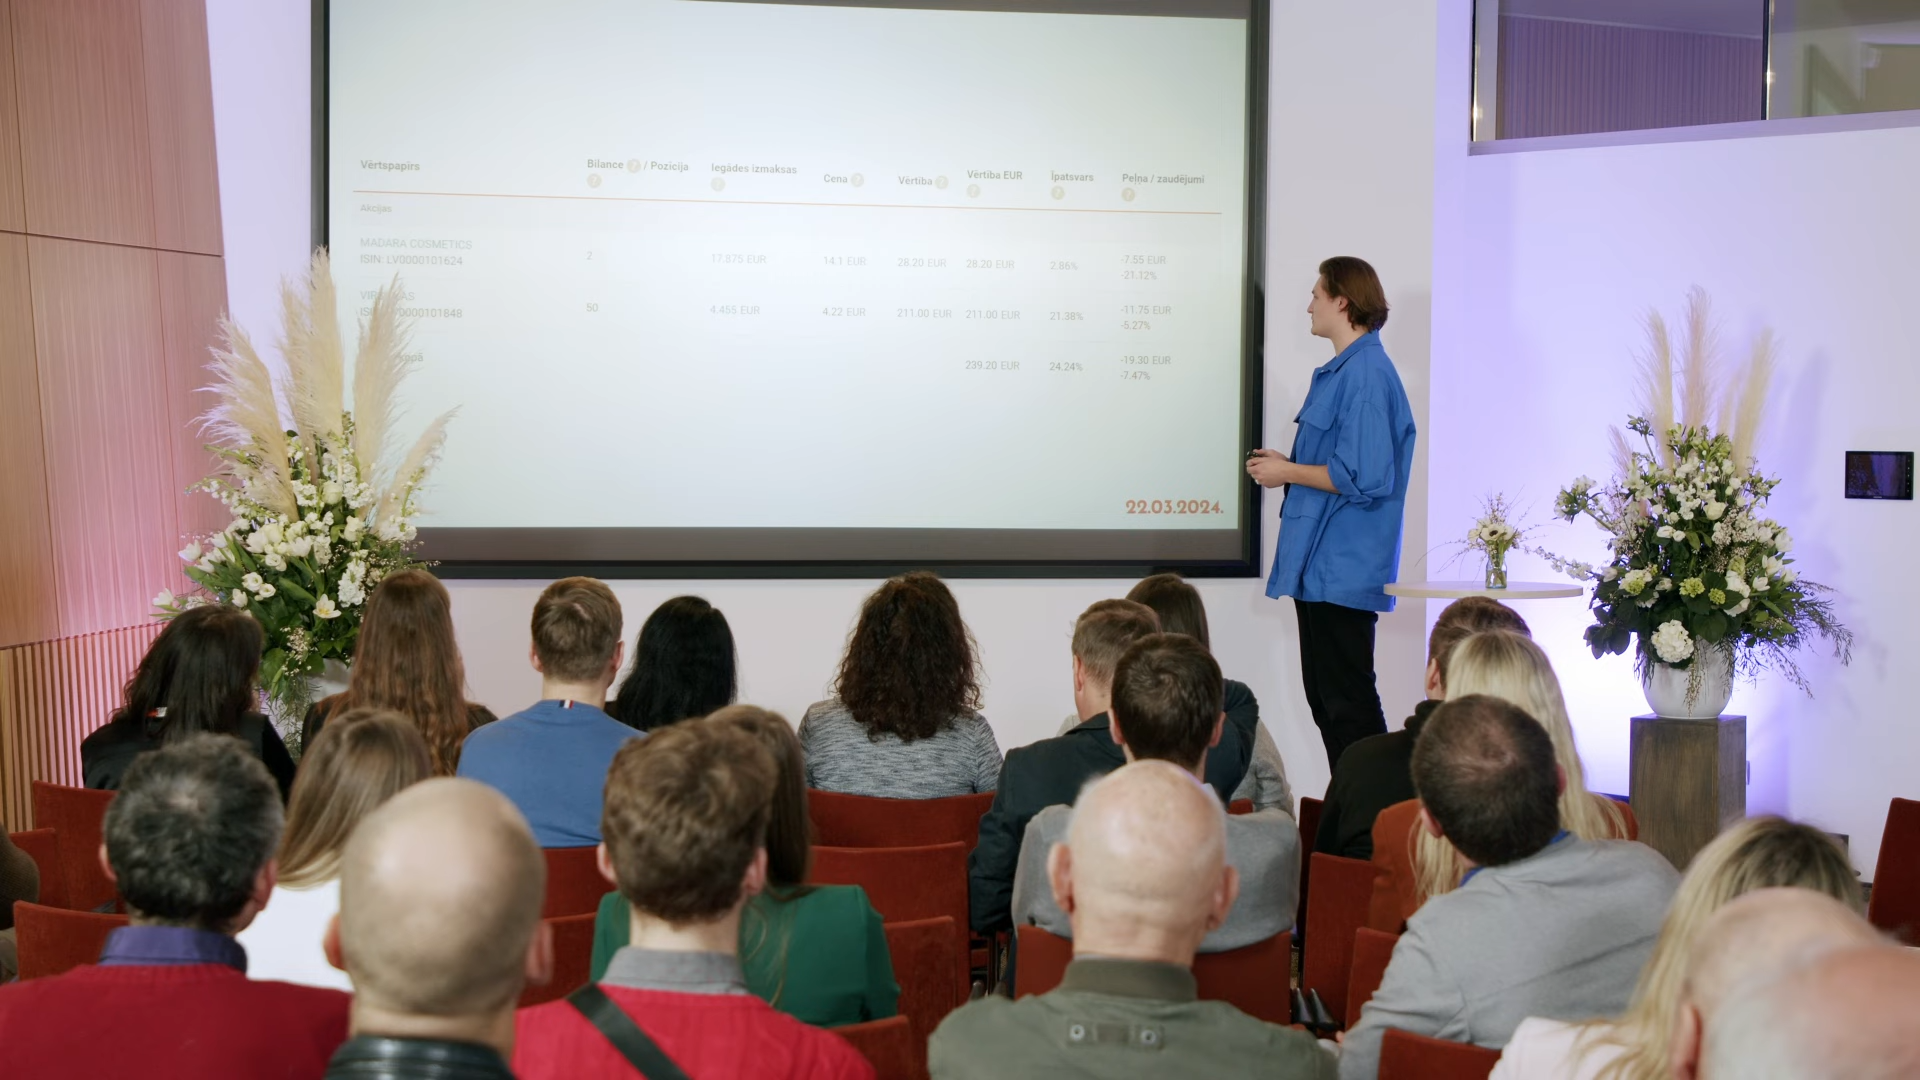 Vērtspapīrs Bilance ? / Pozīcija ? Iegādes izmaksas ? Cena ? Vērtība ? Vērtība EUR ? Īpatsvars ? Peļņa / zaudējumi ?
Akcijas
MADARA COSMETICS 2 17.875 EUR 14.1 EUR 28.20 EUR 28.20 EUR 2.86% -7.55 EUR
ISIN: LV0000101624 -21.12%
50 4.455 EUR 4.22 EUR 211.00 EUR 211.00 EUR 21.38% -11.75 EUR
0000101848 -5.27%
239.20 EUR 24.24% -19.30 EUR
-7.47%
22.03.2024.